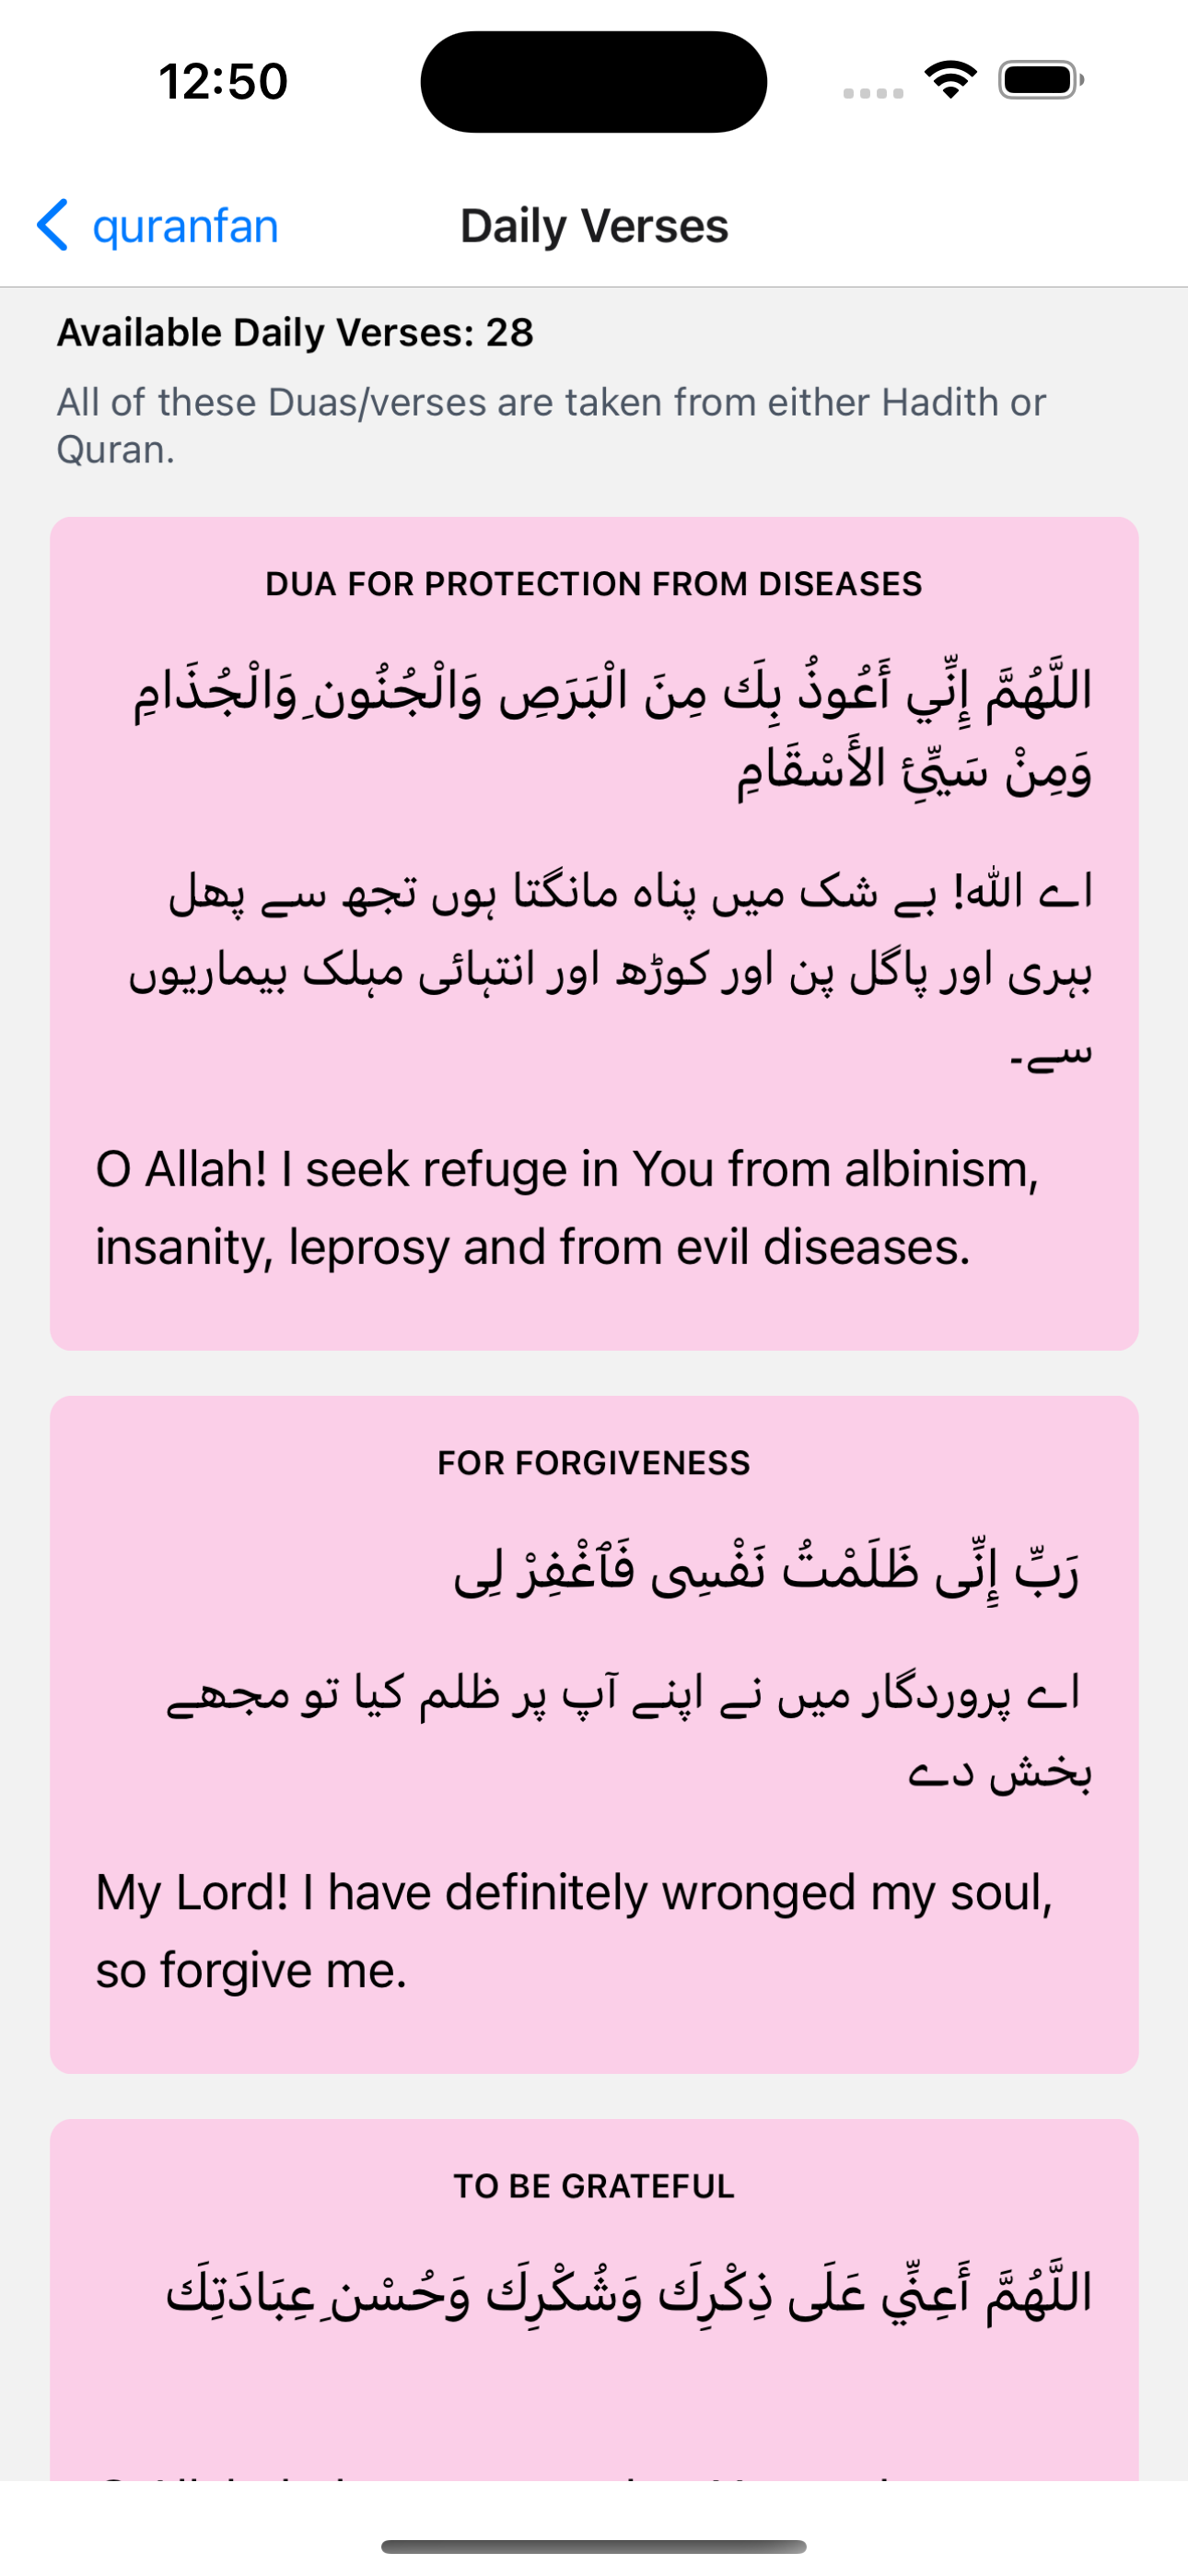 12:50
quranfan
Daily Verses
Available Daily Verses: 28
All of these Duas/verses are taken from either Hadith or
Quran.
DUA FOR PROTECTION FROM DISEASES
اللَّهُمَّ إِنِّي أَعُوذُ بِكَ مِنَ الْبَرَصِ وَالْجُنُونِ وَالْجُذَامِ
وَمِنْ سَيِّئِ الأَسْقَامِ
اے اللہ! بے شک میں پناہ مانگتا ہوں تجھ سے پھل
بہری اور پاگل پن اور کوڑھ اور انتہائی مہلک بیماریوں
سے۔
O Allah! I seek refuge in You from albinism,
insanity, leprosy and from evil diseases.
FOR FORGIVENESS
رَبِّ إِنِّى ظَلَمْتُ نَفْسِى فَٱغْفِرْ لِى
اے پروردگار میں نے اپنے آپ پر ظلم کیا تو مجھے
بخش دے
My Lord! I have definitely wronged my soul,
so forgive me.
TO BE GRATEFUL
اللَّهُمَّ أَعِنِّي عَلَى ذِكْرِكَ وَشُكْرِكَ وَحُسْنِ عِبَادَتِكَ